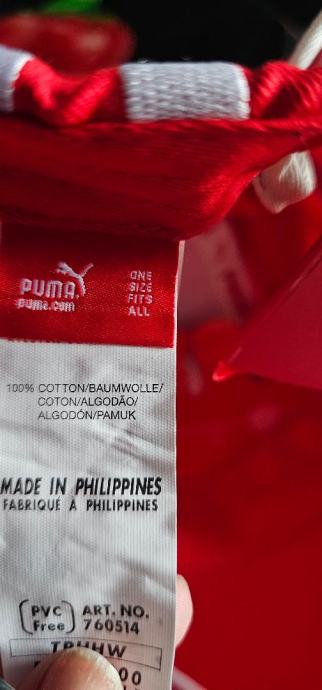 PUMA
puma.com
ONE
SIZE
FITS
ALL
100% COTTON/BAUMWOLLE/
COTON/ALGODÃO/
ALGODÓN/PAMUK
MADE IN PHILIPPINES
FABRIQUÉ À PHILIPPINES
PVC
Free
ART. NO.
760514